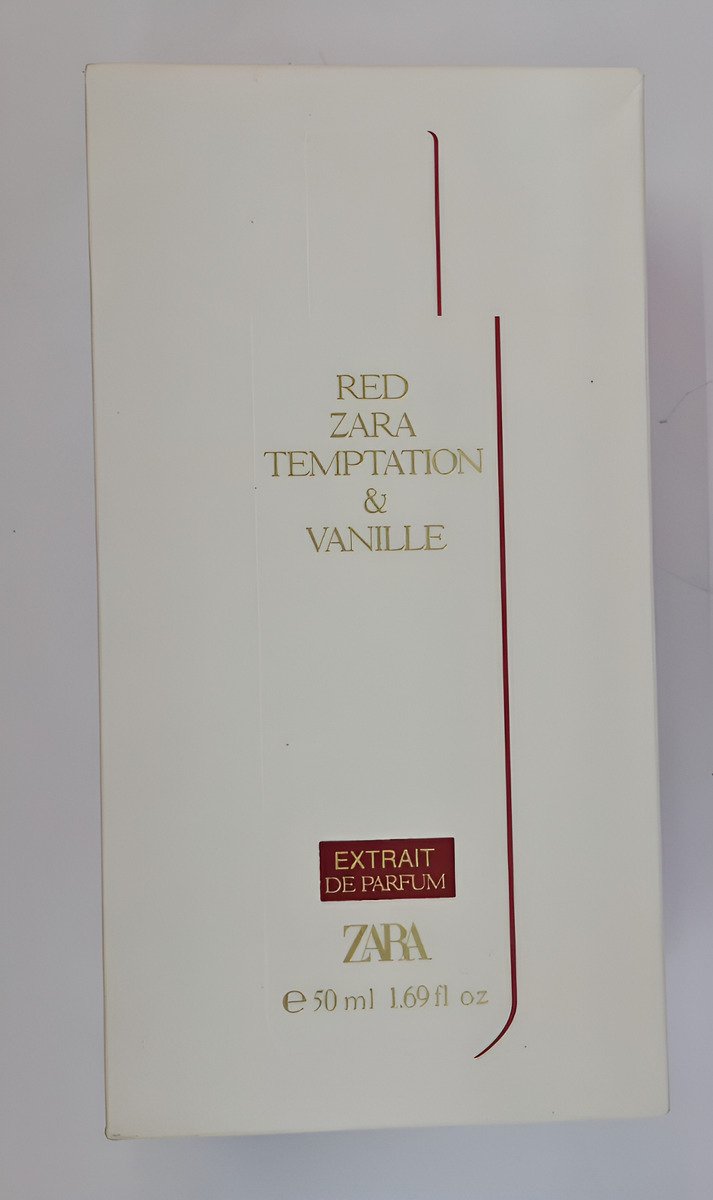 RED
ZARA
TEMPTATION
&
VANILLE
EXTRAIT
DE PARFUM
ZARA
℮ 50 ml 1.69 fl oz